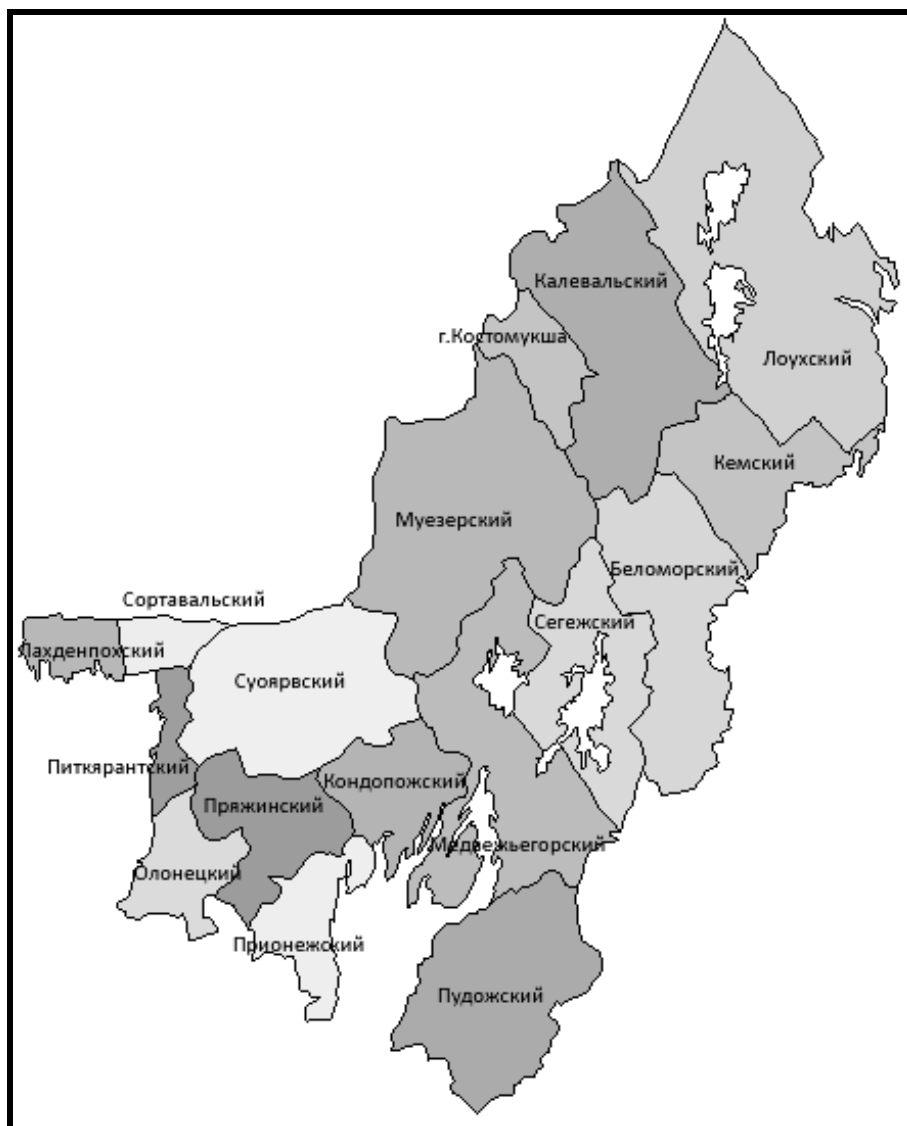 Калевальский
г.Костомукша
Лоухский
Кемский
Муезерский
Беломорский
Сортавальский
Сегежский
Лахденпохский
Суоярвский
Питкярантский
Кондопожский
Пряжинский
Медвежьегорский
Олонецкий
Прионежский
Пудожский